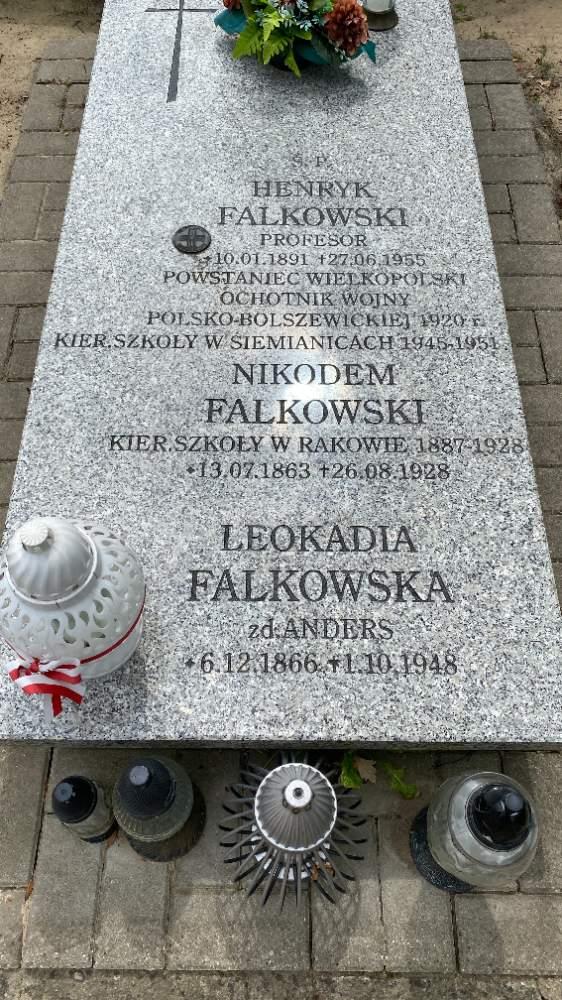 Ś. P.
HENRYK
FALKOWSKI
PROFESOR
*10.01.1891 +27.06.1955
POWSTANIEC WIELKOPOLSKI
OCHOTNIK WOJNY
POLSKO-BOLSZEWICKIEJ 1920 r.
KIER.SZKOŁY W SIEMIANICACH 1945-1951
NIKODEM
FALKOWSKI
KIER.SZKOŁY W RAKOWIE 1887-1928
*13.07.1863 +26.08.1928
LEOKADIA
FALKOWSKA
zd.ANDERS
*6.12.1866 +1.10.1948